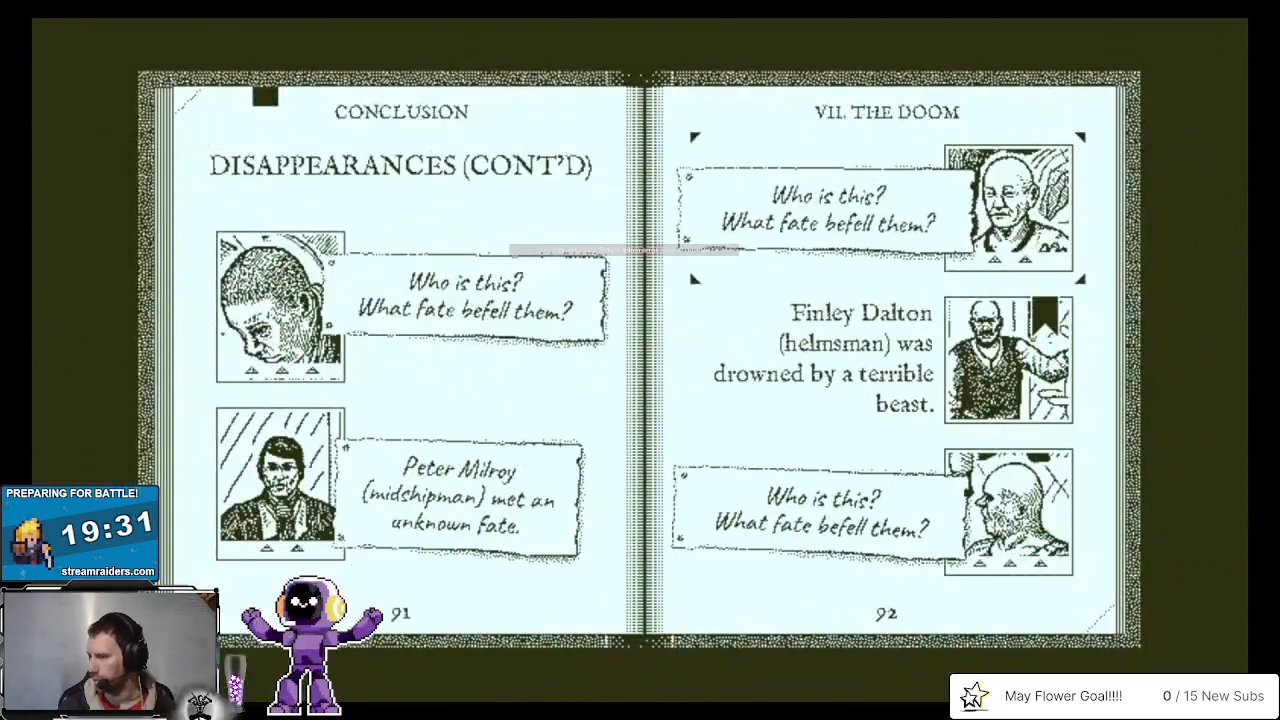 CONCLUSION
DISAPPEARANCES (CONT'D)
Who is this?
What fate befell them?
Peter Milroy
(midshipman) met an
unknown fate.
91
VII. THE DOOM
Who is this?
What fate befell them?
Finley Dalton
(helmsman) was
drowned by a terrible
beast.
Who is this?
What fate befell them?
92
PREPARING FOR BATTLE!
19:31
streamraiders.com
May Flower Goal!!!!
0 / 15 New Subs